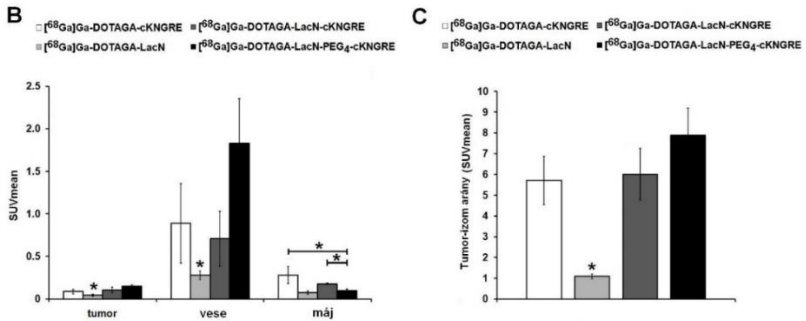 B
□ [⁶⁸Ga]Ga-DOTAGA-cKNGRE ■ [⁶⁸Ga]Ga-DOTAGA-LacN-cKNGRE
■ [⁶⁸Ga]Ga-DOTAGA-LacN ■ [⁶⁸Ga]Ga-DOTAGA-LacN-PEG₄-cKNGRE
SUVmean
2.5
2.0
1.5
1.0
0.5
0
*
*
*
*
tumor vese máj
C
□ [⁶⁸Ga]Ga-DOTAGA-cKNGRE ■ [⁶⁸Ga]Ga-DOTAGA-LacN-cKNGRE
■ [⁶⁸Ga]Ga-DOTAGA-LacN ■ [⁶⁸Ga]Ga-DOTAGA-LacN-PEG₄-cKNGRE
Tumor-izom arány (SUVmean)
10
9
8
7
6
5
4
3
2
1
0
*